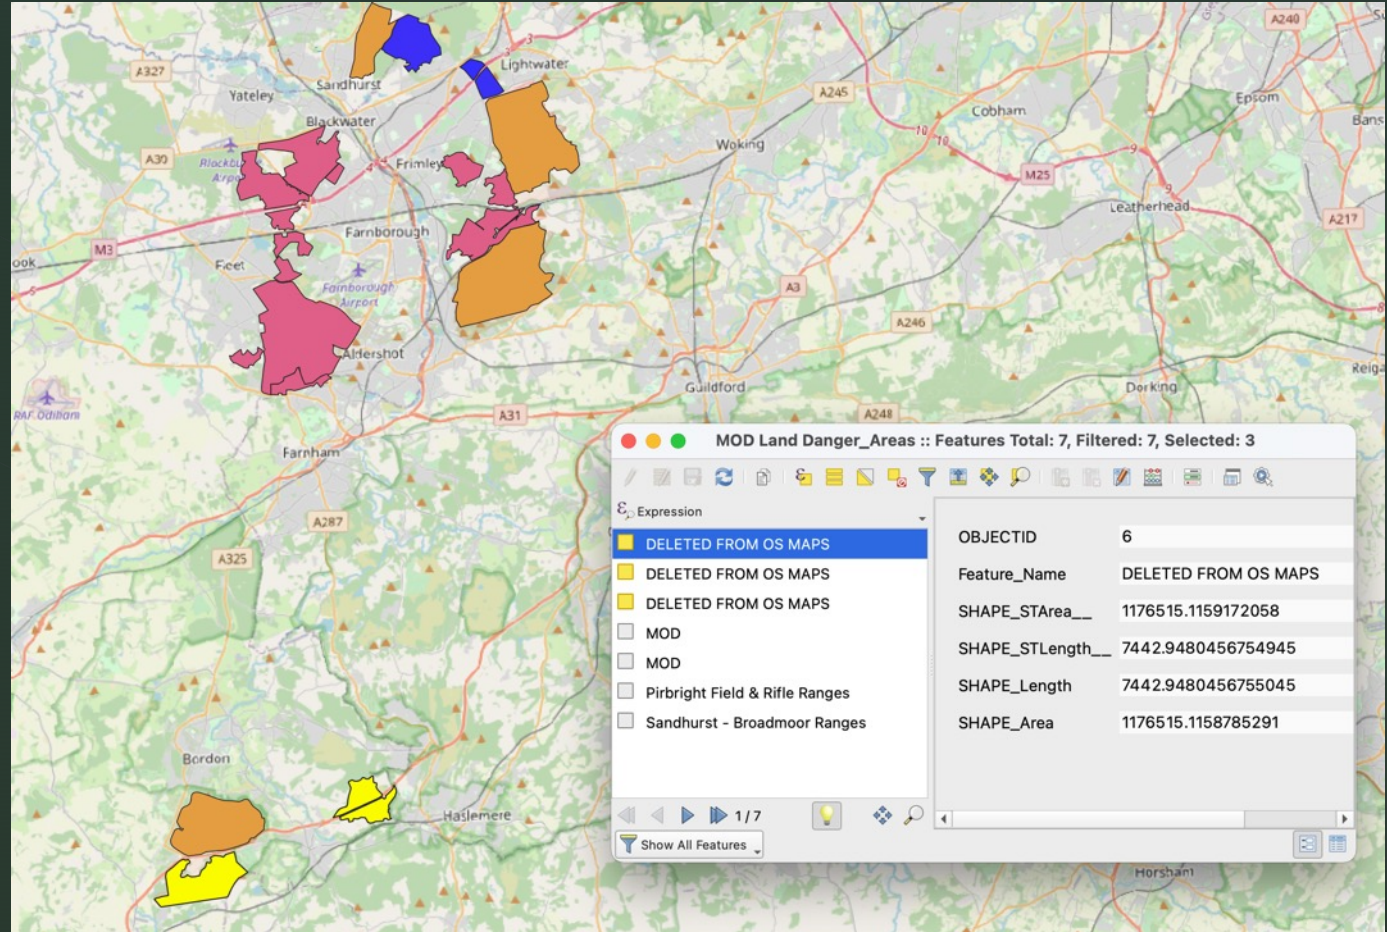 A240
Lightwater
A327
Sandhurst
Yateley
A245
Epsom
Cobham
Blackwater
Woking
A30
Frimley
M25
Leatherhead
A217
M3
Farnborough
Fleet
Farnborough
Airport
A3
A246
Aldershot
Guildford
Dorking
RAF Odiham
A31
A248
Farnham
MOD Land Danger_Areas :: Features Total: 7, Filtered: 7, Selected: 3
Expression
A287
A325
DELETED FROM OS MAPS
DELETED FROM OS MAPS
DELETED FROM OS MAPS
MOD
MOD
Pirbright Field & Rifle Ranges
Sandhurst - Broadmoor Ranges
OBJECTID 6
Feature_Name DELETED FROM OS MAPS
SHAPE_STArea__ 1176515.1159172058
SHAPE_STLength__ 7442.9480456754945
SHAPE_Length 7442.9480456755045
SHAPE_Area 1176515.1158785291
Bordon
Haslemere
1 / 7
Show All Features
Horsham